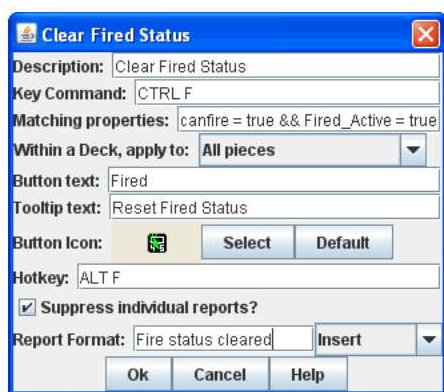 Clear Fired Status
Description: Clear Fired Status
Key Command: CTRL F
Matching properties: canfire = true && Fired_Active = true
Within a Deck, apply to: All pieces
Button text: Fired
Tooltip text: Reset Fired Status
Button Icon: Select Default
Hotkey: ALT F
Suppress individual reports?
Report Format: Fire status cleared Insert
Ok Cancel Help